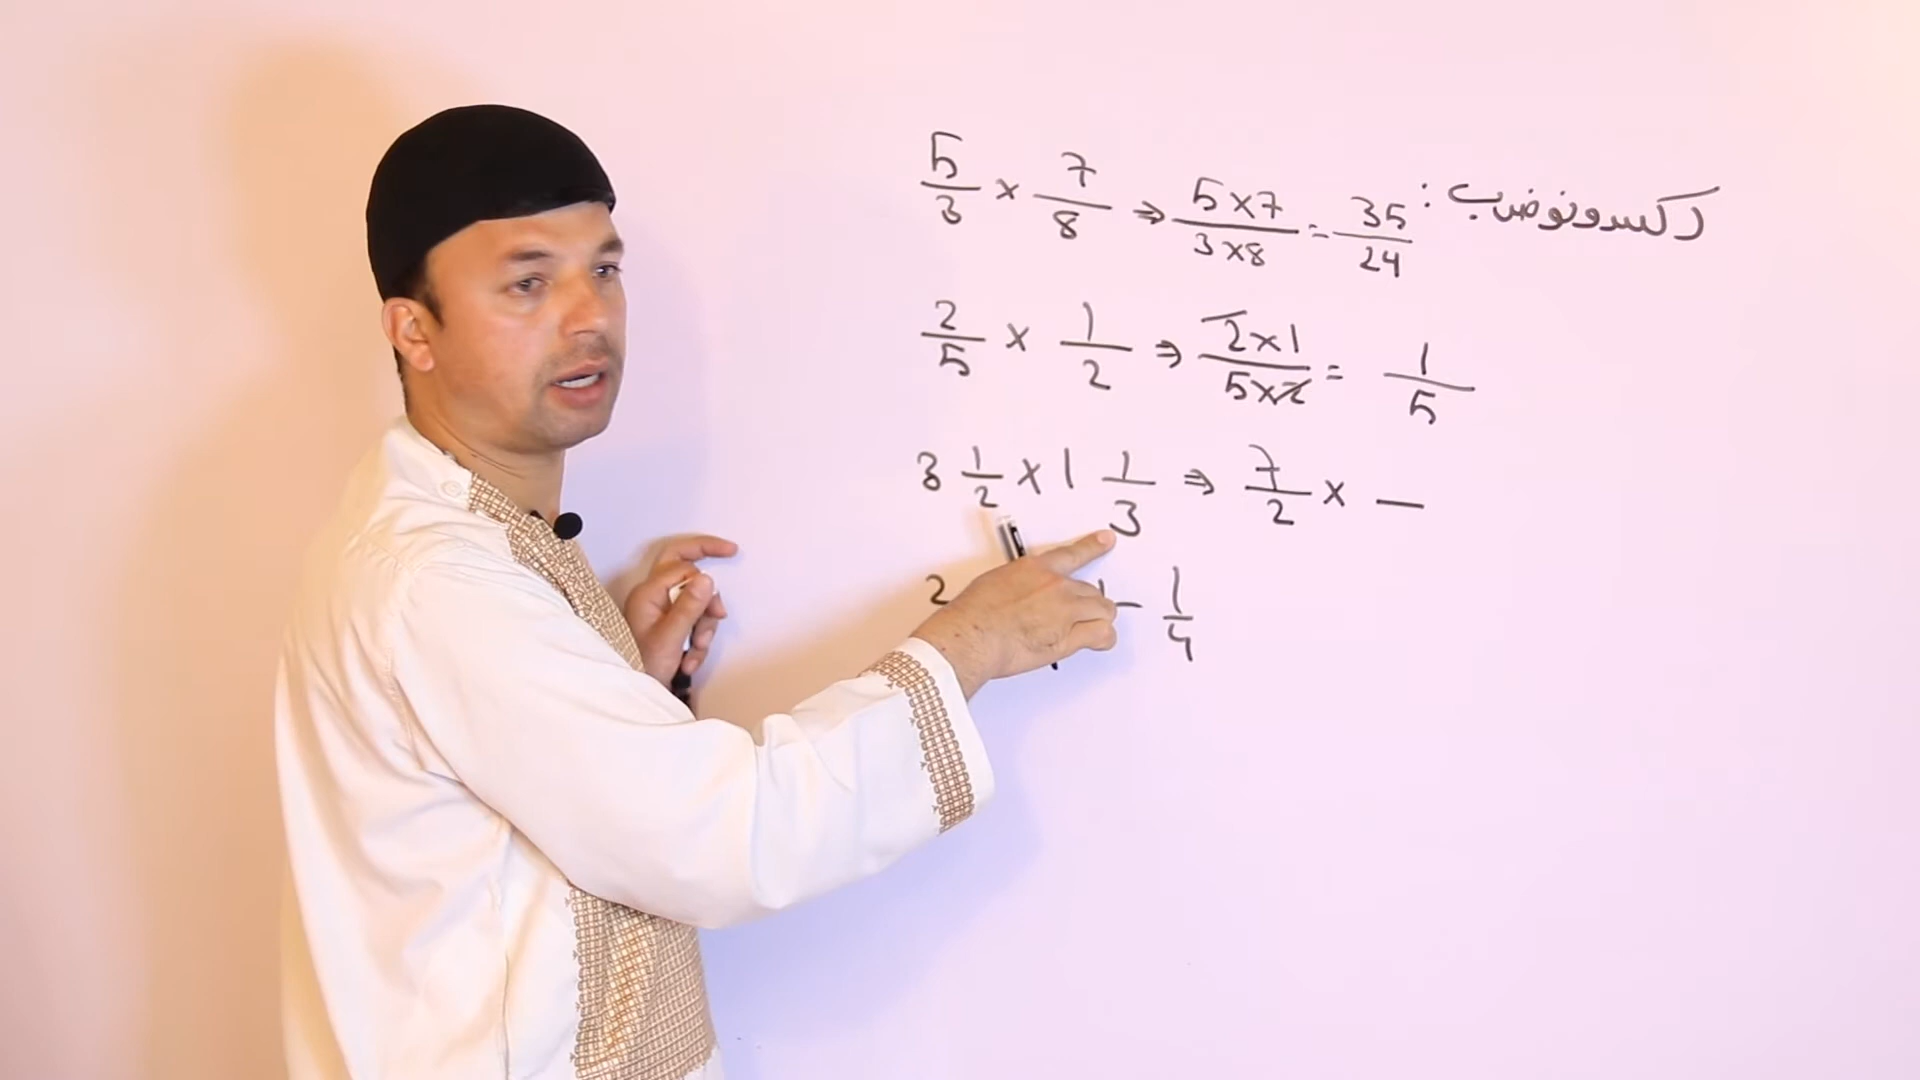 د کسرونو ضرب :
5/3 × 7/8 ⇒ 5×7/3×8 = 35/24
2/5 × 1/2 ⇒ 2×1/5×2 = 1/5
3 1/2 × 1 1/3 ⇒ 7/2 × —
2 — 1/4